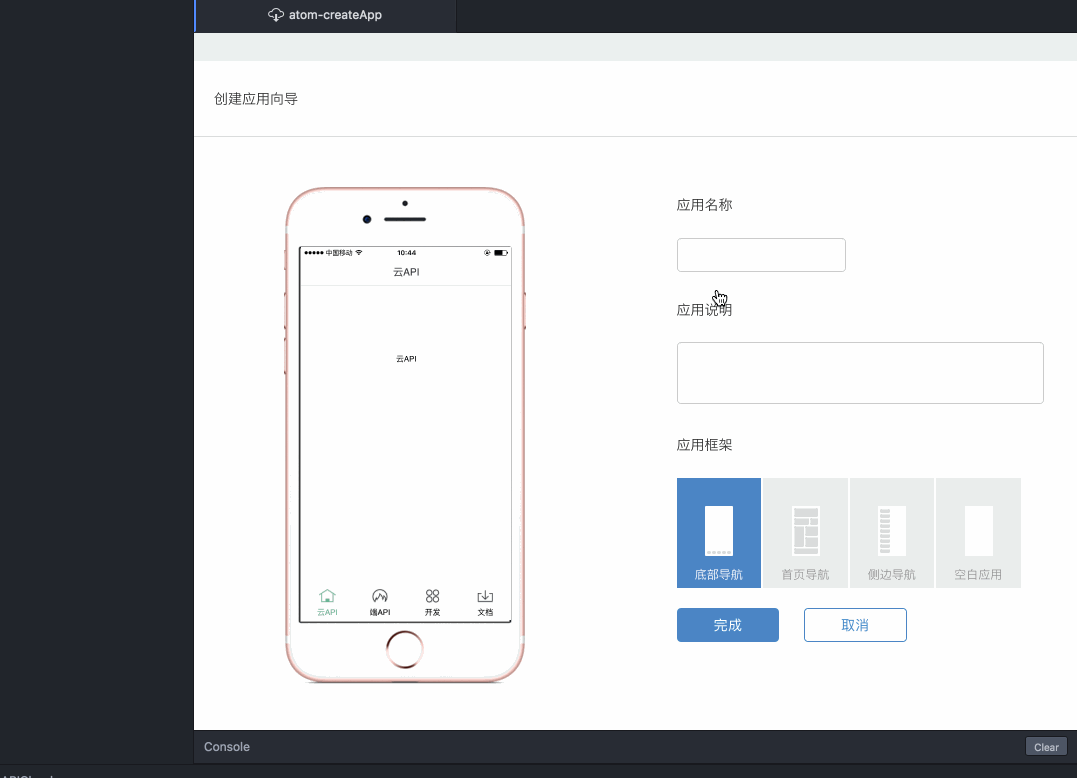 atom-createApp
创建应用向导
应用名称
中国移动
10:44
云API
应用说明
云API
应用框架
底部导航
首页导航
侧边导航
空白应用
云API
端API
开发
文档
完成
取消
Console
Clear